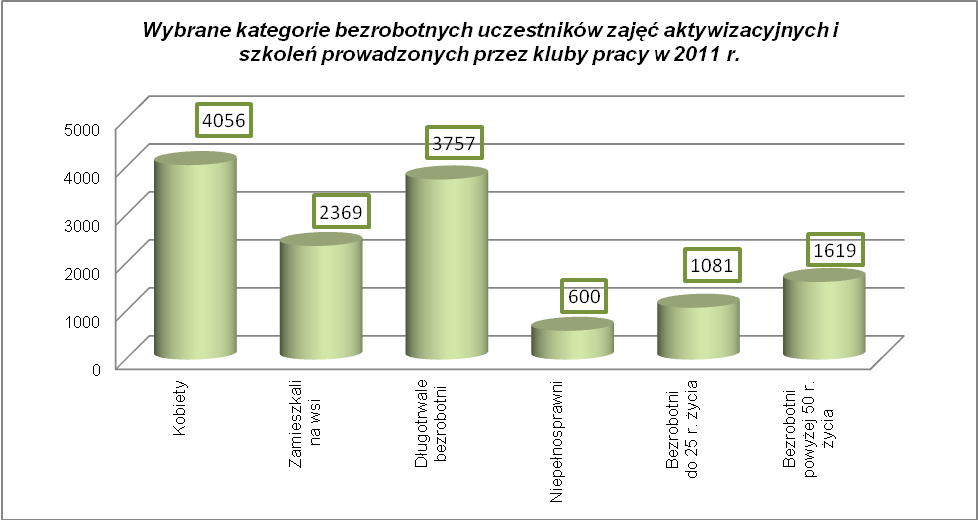 Wybrane kategorie bezrobotnych uczestników zajęć aktywizacyjnych i
szkoleń prowadzonych przez kluby pracy w 2011 r.
5000
4000
3000
2000
1000
0
4056
2369
3757
600
1081
1619
Kobiety
Zamieszkali
na wsi
Długotrwale
bezrobotni
Niepełnosprawni
Bezrobotni
do 25 r. życia
Bezrobotni
powyżej 50 r.
życia